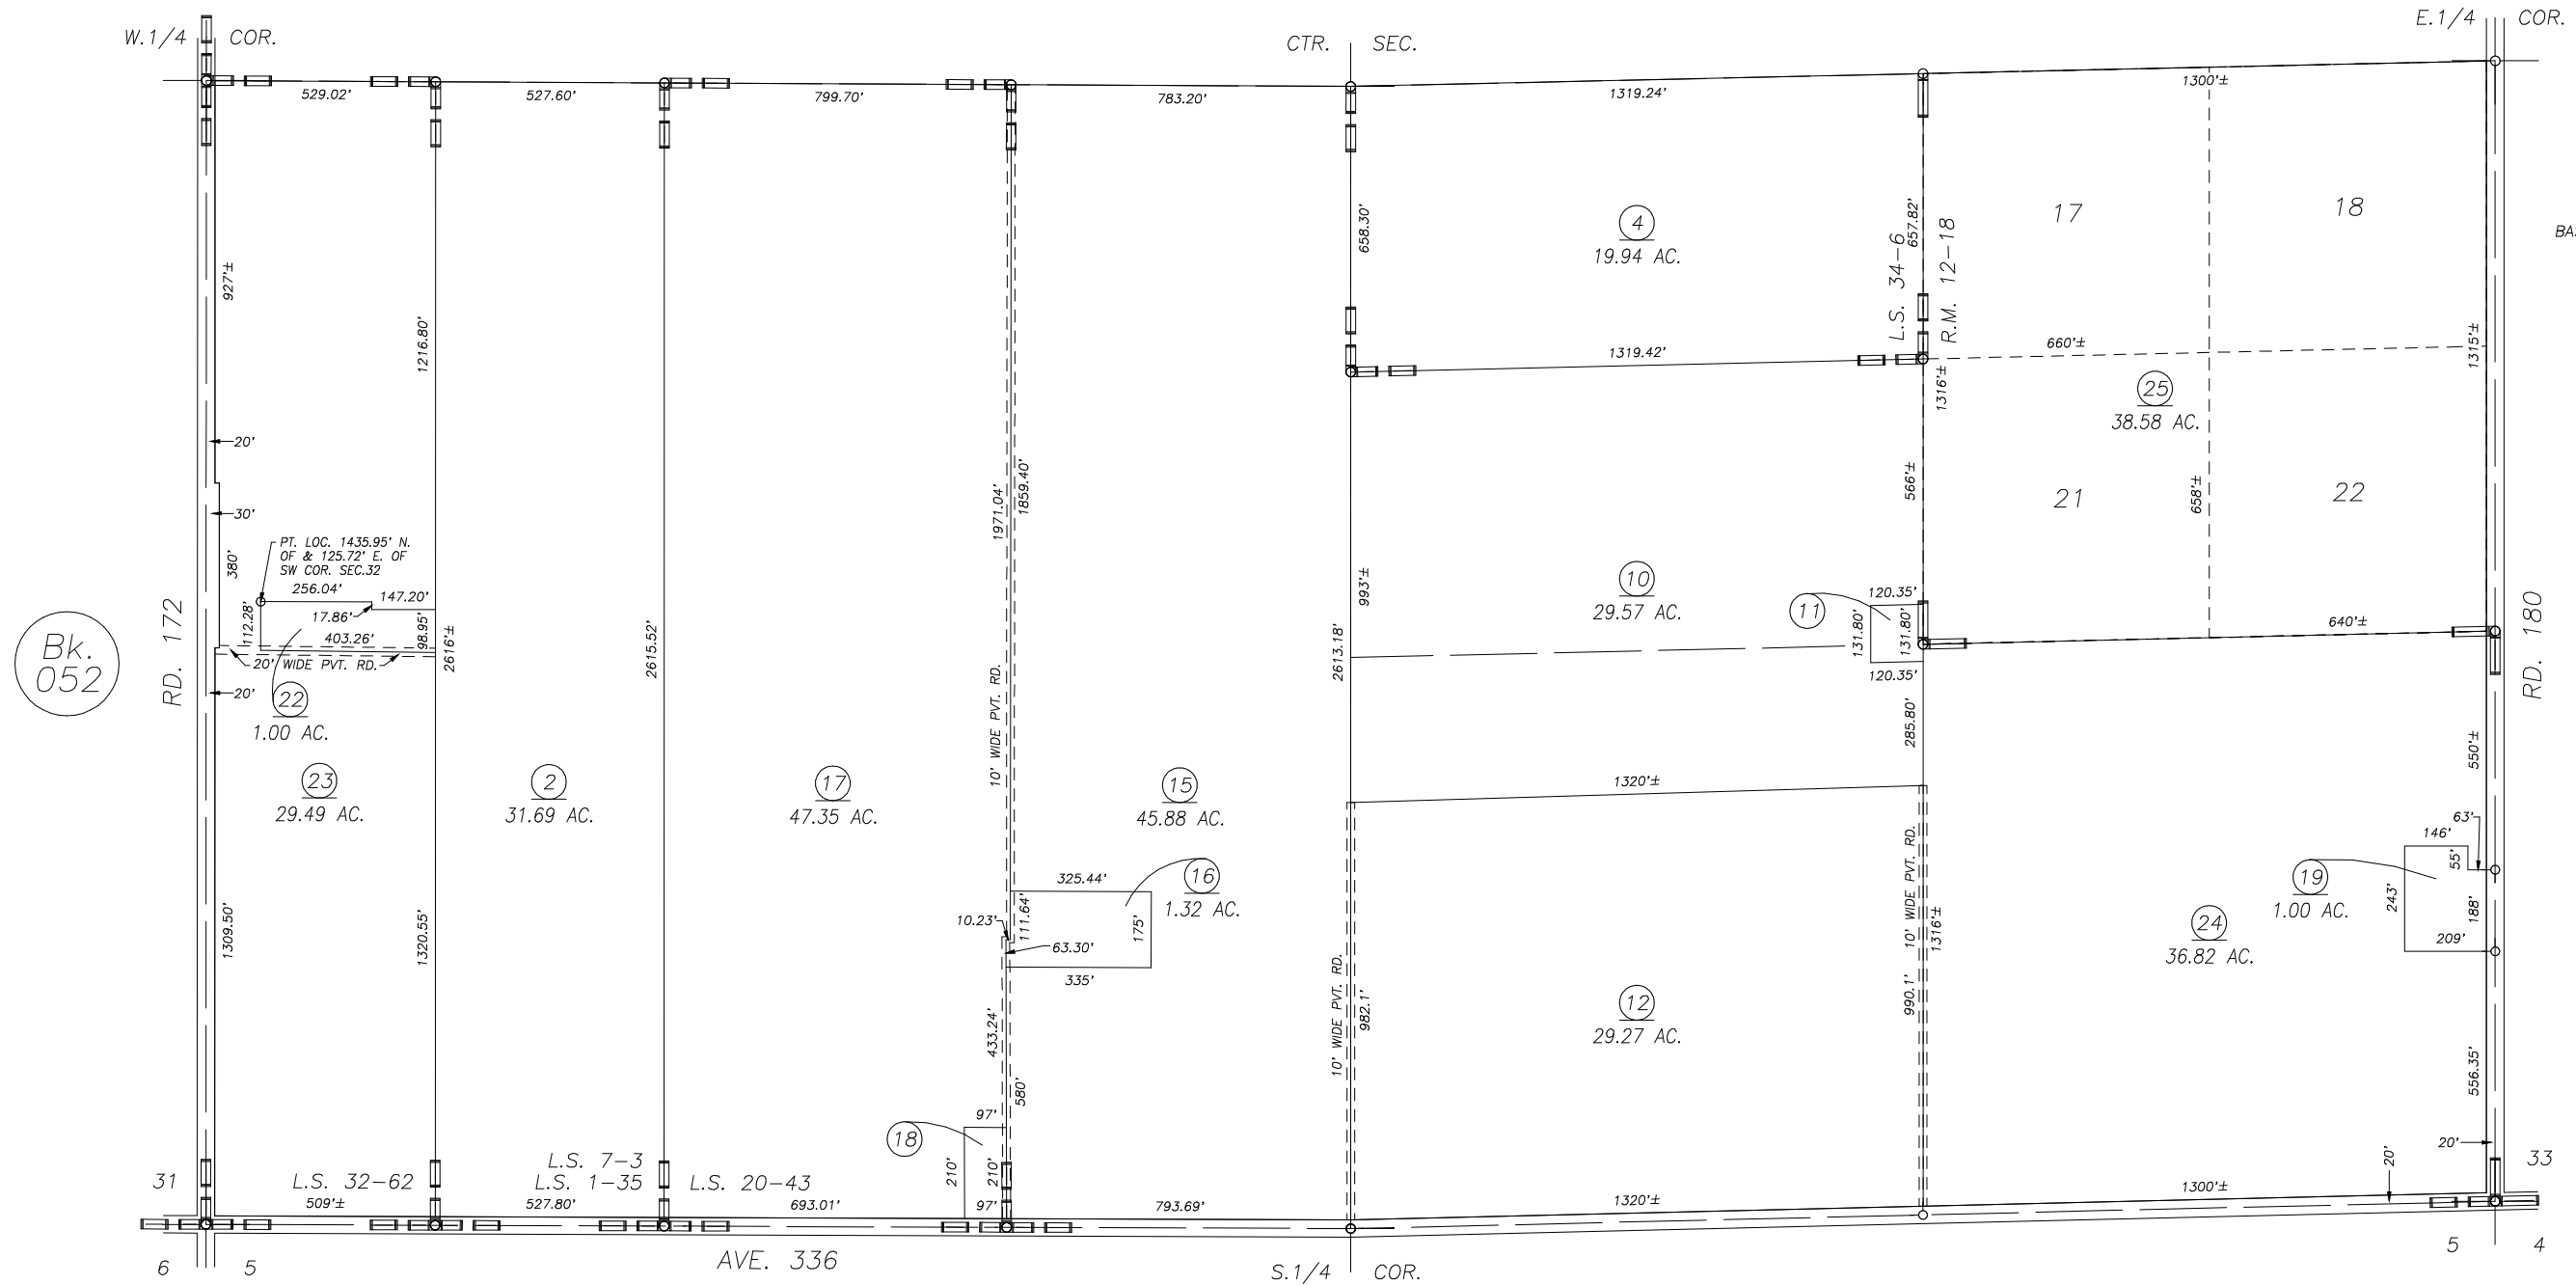 W.1/4 COR.
CTR. SEC.
E.1/4 COR.
529.02'
527.60'
799.70'
783.20'
1319.24'
1300'±
927'±
1216.80'
658.30'
4
19.94 AC.
L.S. 34-6
657.82'
R.M. 12-18
17
18
BA
1319.42'
660'±
1315'±
1316'±
25
38.58 AC.
20'
30'
380'
1971.04'
1859.40'
566'±
21
658'±
22
PT. LOC. 1435.95' N.
OF & 125.72' E. OF
SW COR. SEC.32
256.04'
147.20'
17.86'
112.28'
403.26'
98.95'
20' WIDE PVT. RD.
20'
2616'±
2615.52'
993'±
10
29.57 AC.
11
120.35'
131.80'
131.80'
120.35'
640'±
Bk.
052
RD. 172
RD. 180
22
1.00 AC.
10' WIDE PVT. RD.
2613.18'
285.80'
550'±
23
29.49 AC.
2
31.69 AC.
17
47.35 AC.
15
45.88 AC.
1320'±
63'
146'
55'
16
1.32 AC.
325.44'
111.64'
175'
10.23'
63.30'
335'
10' WIDE PVT. RD.
19
1.00 AC.
243'
188'
209'
24
36.82 AC.
1309.50'
1320.55'
10' WIDE PVT. RD.
982.1'
12
29.27 AC.
990.1'
1316'±
433.24'
580'
556.35'
18
97'
210'
210'
97'
20'
20'
31
L.S. 32-62
L.S. 7-3
L.S. 1-35
L.S. 20-43
33
509'±
527.80'
693.01'
793.69'
1320'±
1300'±
6
5
AVE. 336
S.1/4 COR.
5
4